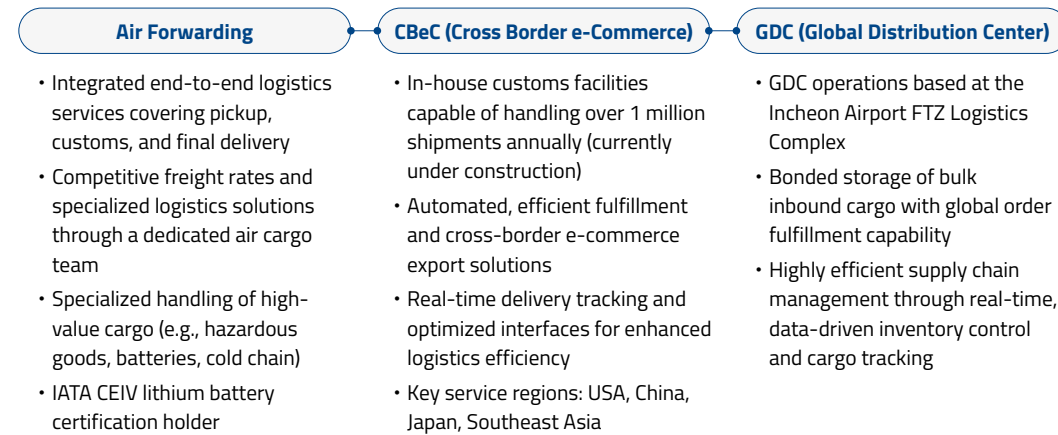 Air Forwarding
• Integrated end-to-end logistics
services covering pickup,
customs, and final delivery
• Competitive freight rates and
specialized logistics solutions
through a dedicated air cargo
team
• Specialized handling of high-
value cargo (e.g., hazardous
goods, batteries, cold chain)
• IATA CEIV lithium battery
certification holder
CBeC (Cross Border e-Commerce)
• In-house customs facilities
capable of handling over 1 million
shipments annually (currently
under construction)
• Automated, efficient fulfillment
and cross-border e-commerce
export solutions
• Real-time delivery tracking and
optimized interfaces for enhanced
logistics efficiency
• Key service regions: USA, China,
Japan, Southeast Asia
GDC (Global Distribution Center)
• GDC operations based at the
Incheon Airport FTZ Logistics
Complex
• Bonded storage of bulk
inbound cargo with global order
fulfillment capability
• Highly efficient supply chain
management through real-time,
data-driven inventory control
and cargo tracking